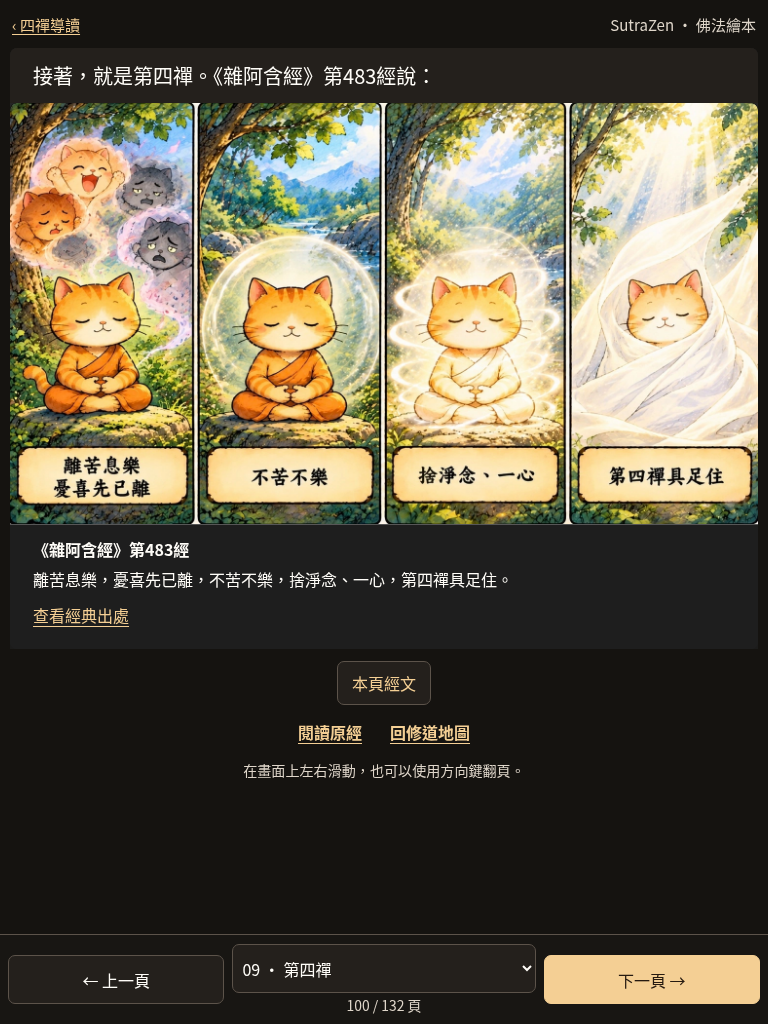 ‹ 四禪導讀
SutraZen ・ 佛法繪本
接著，就是第四禪。《雜阿含經》第483經說：
離苦息樂
憂喜先已離
不苦不樂
捨淨念、一心
第四禪具足住
《雜阿含經》第483經
離苦息樂，憂喜先已離，不苦不樂，捨淨念、一心，第四禪具足住。
查看經典出處
本頁經文
閱讀原經
回修道地圖
在畫面上左右滑動，也可以使用方向鍵翻頁。
← 上一頁
09 ・ 第四禪
下一頁 →
100 / 132 頁